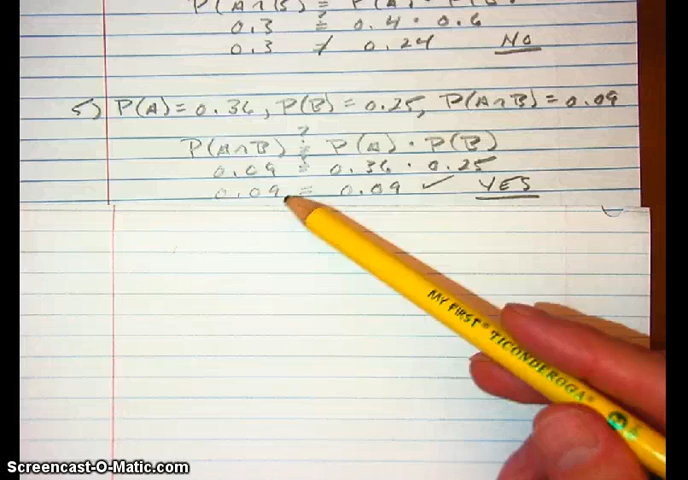 P(A∩B) = P(A) · P(B)
0.3 ≟ 0.4 · 0.6
0.3 ≠ 0.24 NO
5) P(A) = 0.36, P(B) = 0.25, P(A∩B) = 0.09
P(A∩B) ≟ P(A) · P(B)
0.09 ≟ 0.36 · 0.25
0.09 = 0.09 ✓ YES
MY FIRST® TICONDEROGA®
Screencast-O-Matic.com